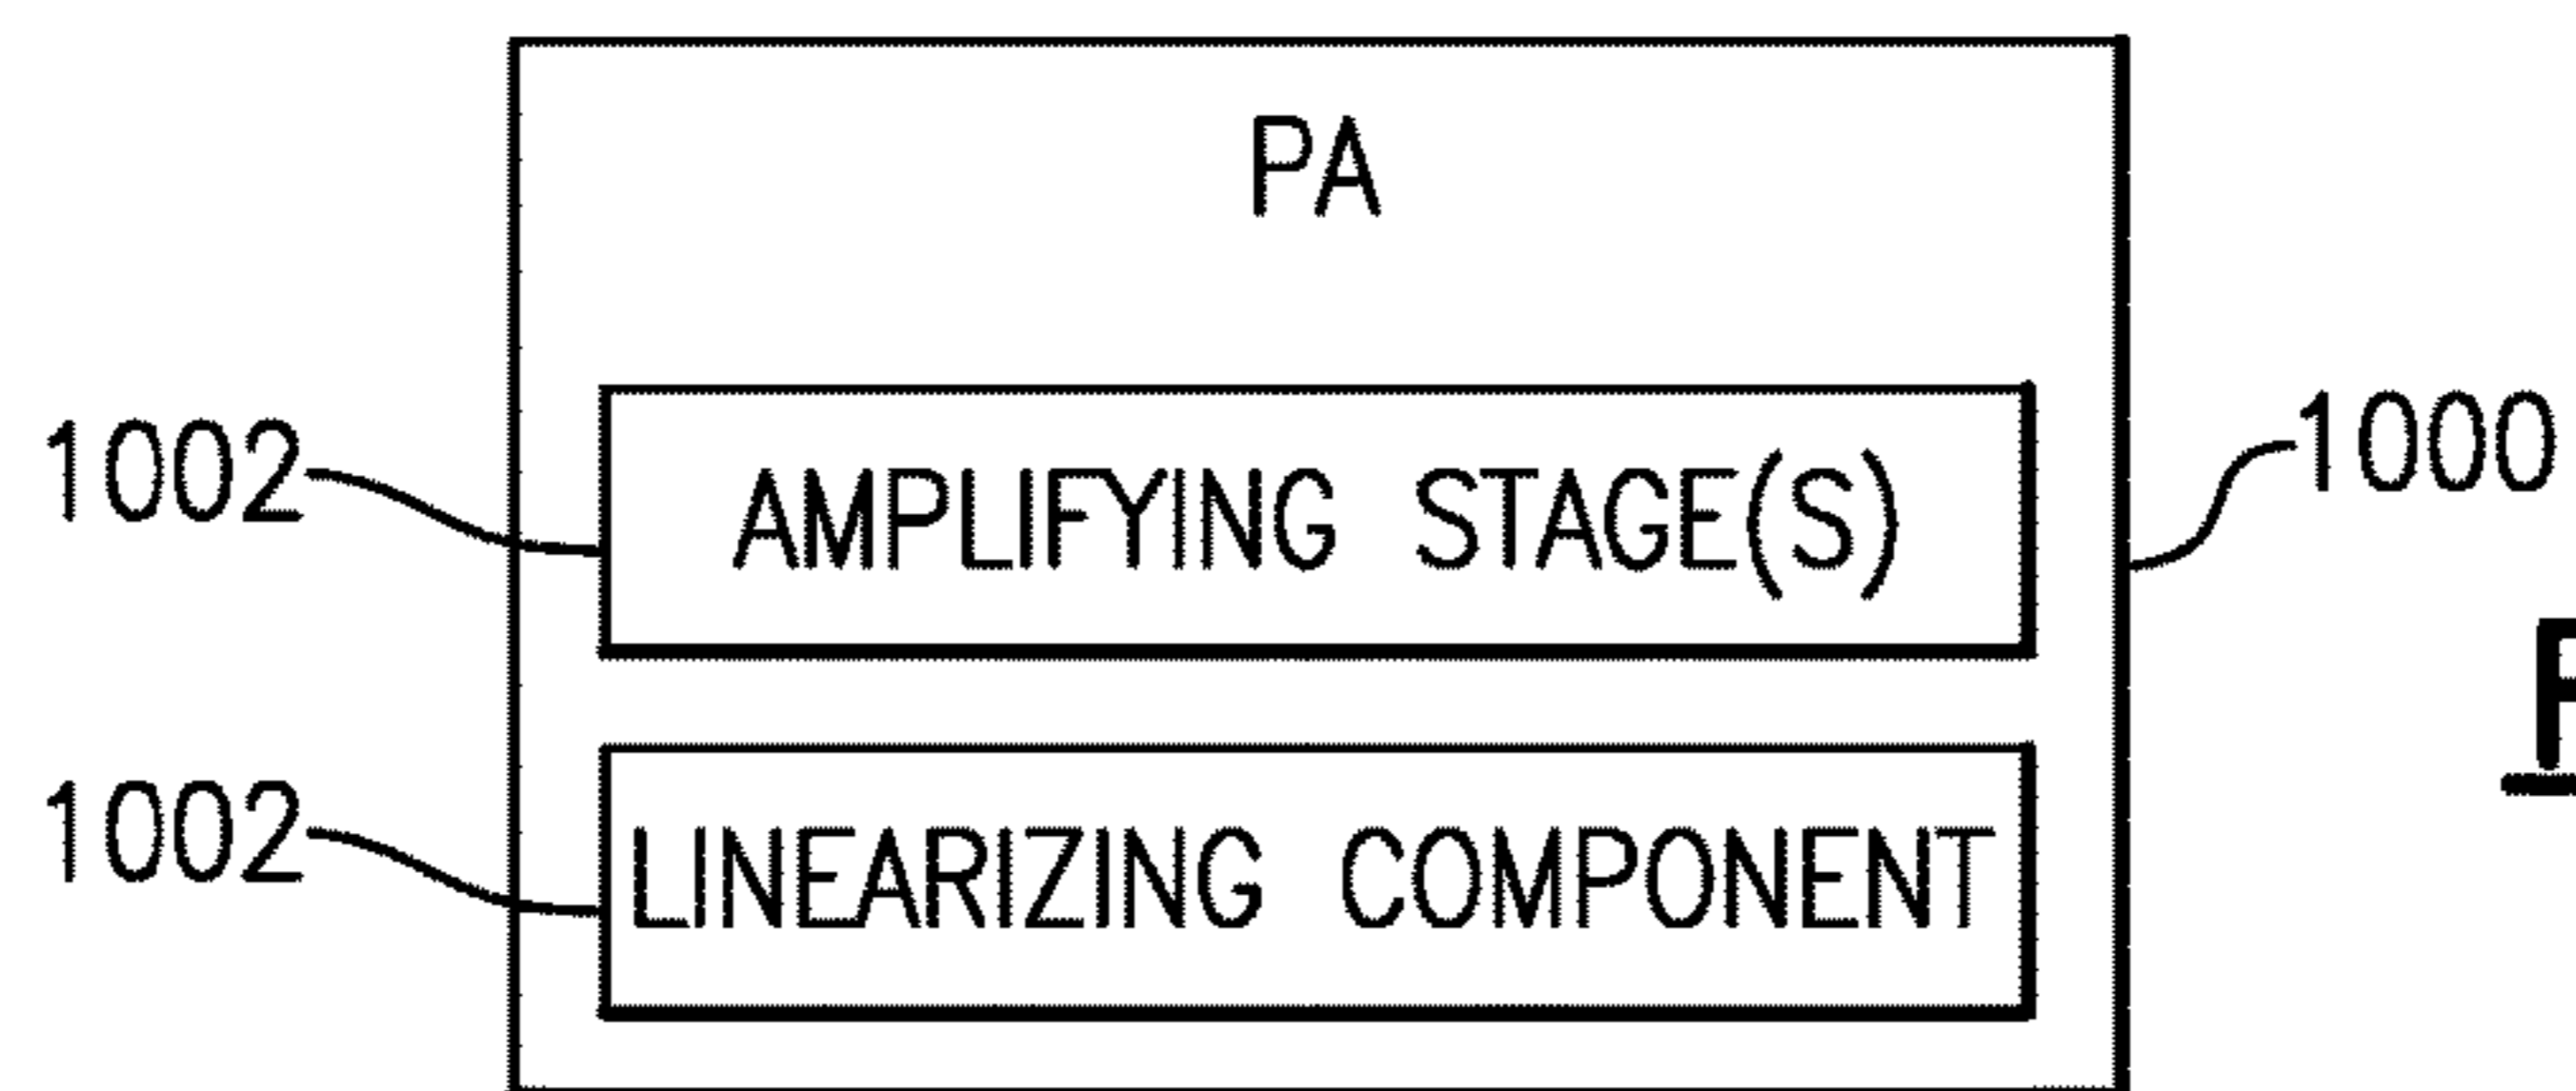 PA
1002
AMPLIFYING STAGE(S)
1000
1002
LINEARIZING COMPONENT